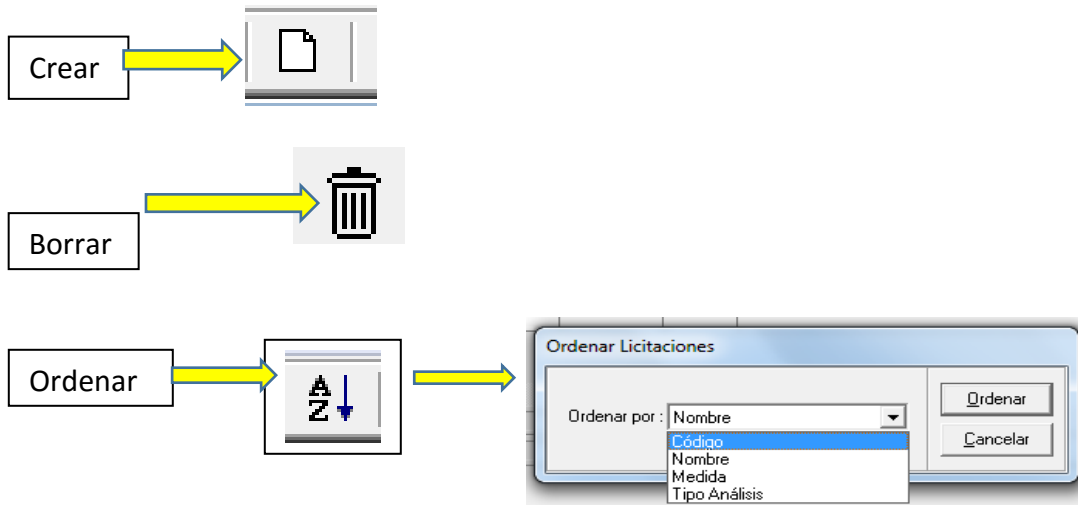 Crear
Borrar
Ordenar
A
Z
Ordenar Licitaciones
Ordenar por : Nombre
Código
Nombre
Medida
Tipo Análisis
Ordenar
Cancelar